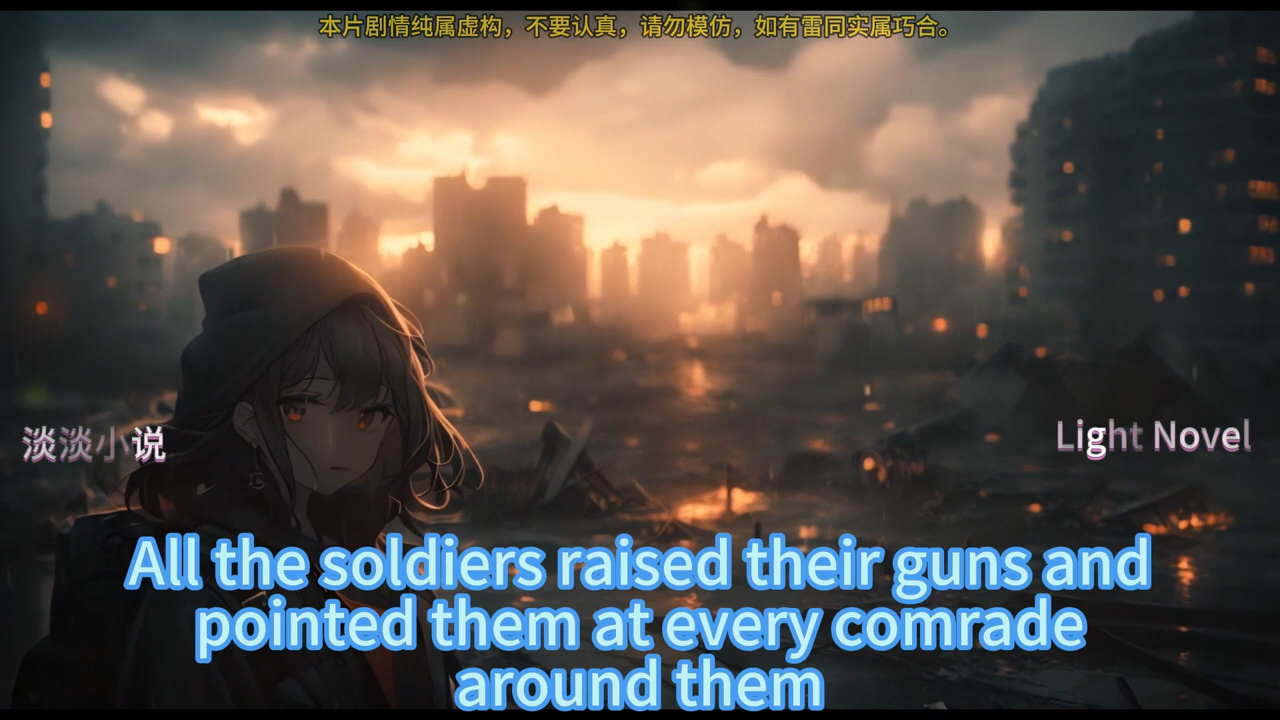 本片剧情纯属虚构，不要认真，请勿模仿，如有雷同实属巧合。
淡淡小说
Light Novel
All the soldiers raised their guns and
pointed them at every comrade
around them